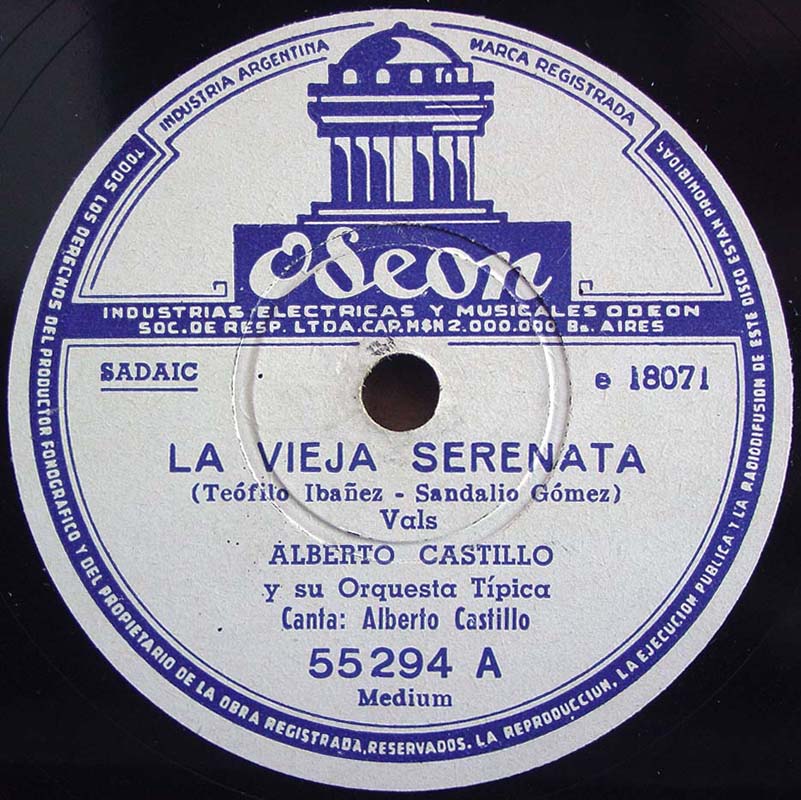 INDUSTRIA ARGENTINA
MARCA REGISTRADA
Odeon
INDUSTRIAS ELECTRICAS Y MUSICALES ODEON
SOC. DE RESP. LTDA. CAP. M$N 2.000.000 Bs. AIRES
SADAIC
e 18071
LA VIEJA SERENATA
(Teófilo Ibañez - Sandalio Gómez)
Vals
ALBERTO CASTILLO
y su Orquesta Típica
Canta: Alberto Castillo
55294 A
Medium
TODOS LOS DERECHOS DEL PRODUCTOR FONOGRAFICO Y DEL PROPIETARIO DE LA OBRA REGISTRADA, RESERVADOS. LA REPRODUCCIUN, LA EJECUCION PUBLICA Y LA RADIODIFUSION DE ESTE DISCO ESTAN PROHIBIDAS